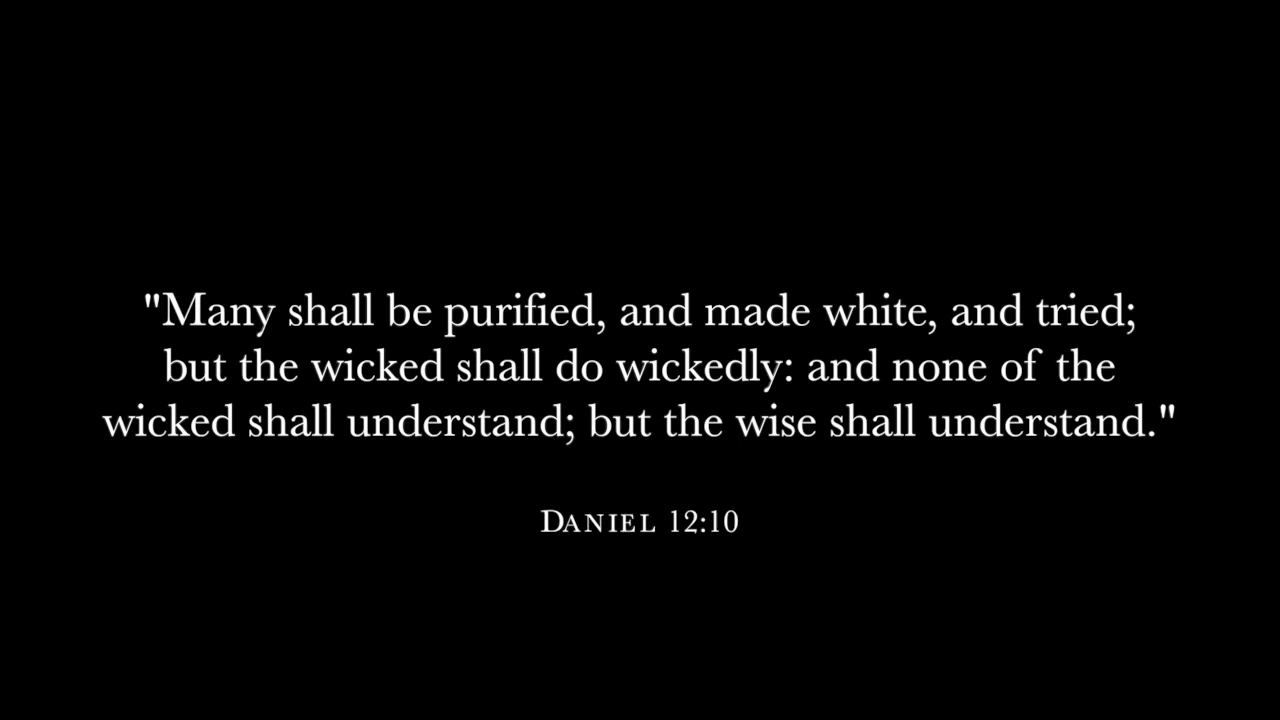 "Many shall be purified, and made white, and tried;
but the wicked shall do wickedly: and none of the
wicked shall understand; but the wise shall understand."
Daniel 12:10